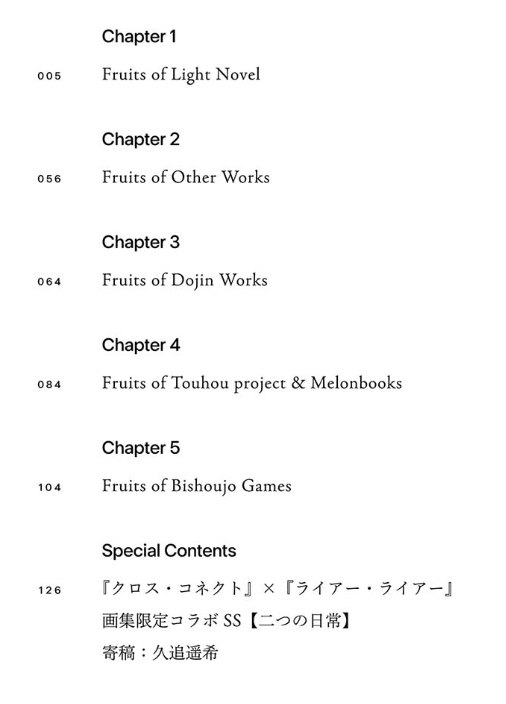 Chapter 1
005 Fruits of Light Novel
Chapter 2
056 Fruits of Other Works
Chapter 3
064 Fruits of Dojin Works
Chapter 4
084 Fruits of Touhou project & Melonbooks
Chapter 5
104 Fruits of Bishoujo Games
Special Contents
126 『クロス・コネクト』×『ライアー・ライアー』
画集限定コラボ SS【二つの日常】
寄稿：久追遥希